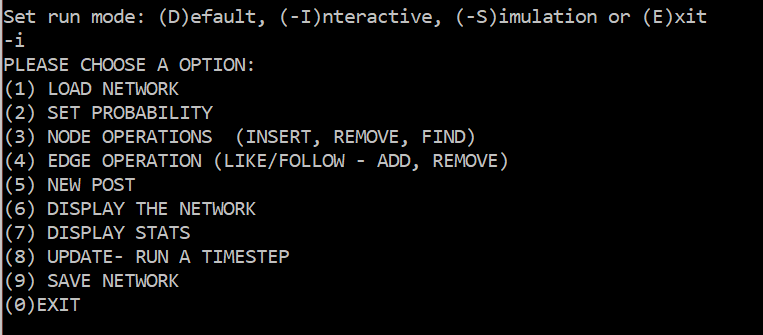 Set run mode: (D)efault, (-I)nteractive, (-S)imulation or (E)xit
-i
PLEASE CHOOSE A OPTION:
(1) LOAD NETWORK
(2) SET PROBABILITY
(3) NODE OPERATIONS  (INSERT, REMOVE, FIND)
(4) EDGE OPERATION (LIKE/FOLLOW - ADD, REMOVE)
(5) NEW POST
(6) DISPLAY THE NETWORK
(7) DISPLAY STATS
(8) UPDATE- RUN A TIMESTEP
(9) SAVE NETWORK
(0)EXIT